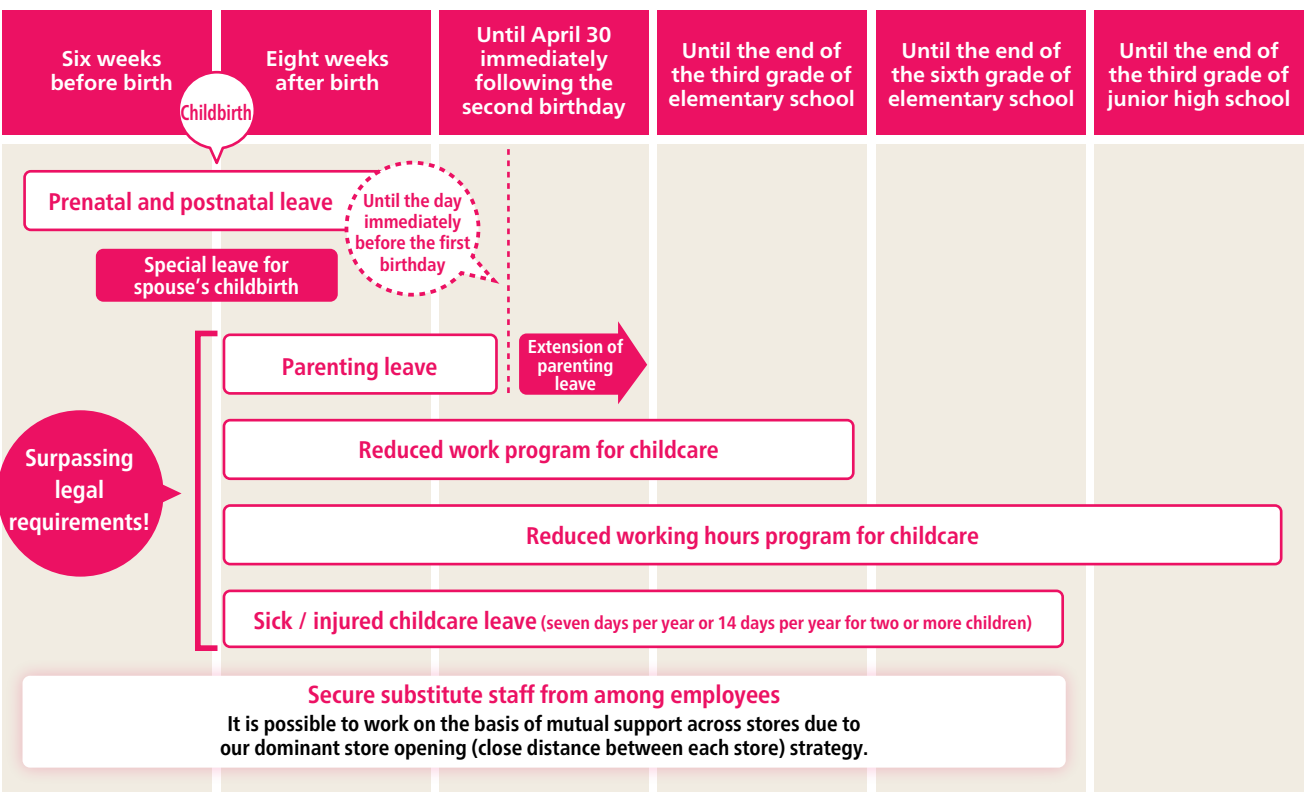 Six weeks
before birth
Eight weeks
after birth
Until April 30
immediately
following the
second birthday
Until the end of
the third grade of
elementary school
Until the end of
the sixth grade of
elementary school
Until the end of
the third grade of
junior high school
Childbirth
Prenatal and postnatal leave
Until the day
immediately
before the first
birthday
Special leave for
spouse's childbirth
Parenting leave
Extension of
parenting
leave
Surpassing
legal
requirements!
Reduced work program for childcare
Reduced working hours program for childcare
Sick / injured childcare leave (seven days per year or 14 days per year for two or more children)
Secure substitute staff from among employees
It is possible to work on the basis of mutual support across stores due to
our dominant store opening (close distance between each store) strategy.